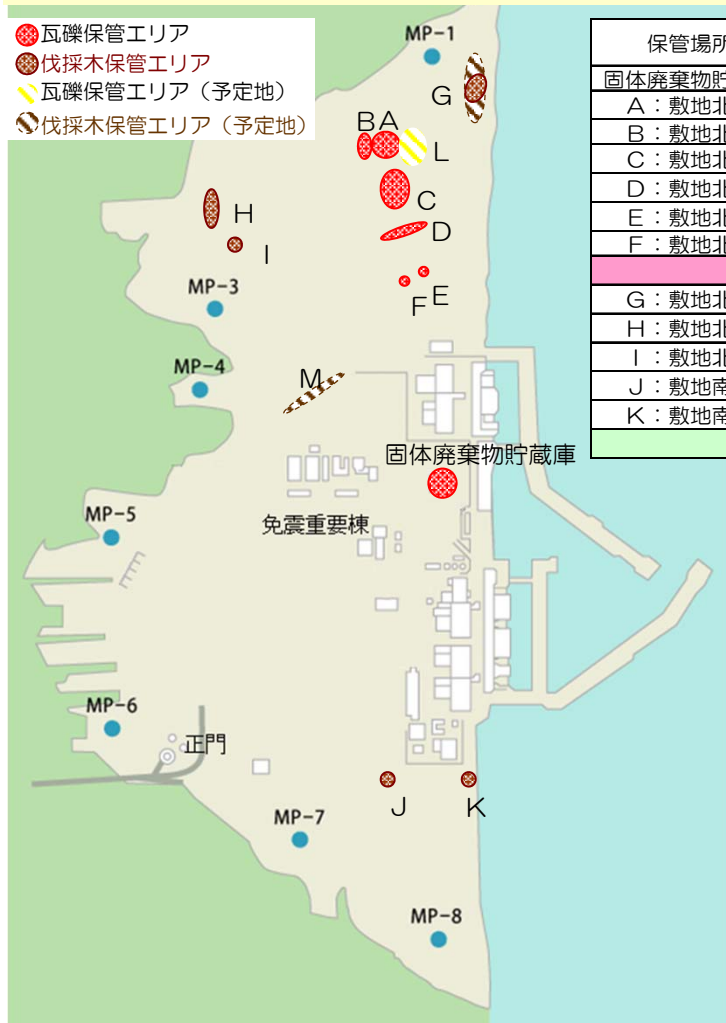 瓦礫保管エリア
伐採木保管エリア
瓦礫保管エリア（予定地）
伐採木保管エリア（予定地）
MP-1
G
B A
L
C
H
D
I
E
F
MP-3
MP-4
M
固体廃棄物貯蔵庫
MP-5
免震重要棟
MP-6
正門
J
K
MP-7
MP-8
保管場所
固体廃棄物貯
A：敷地北
B：敷地北
C：敷地北
D：敷地北
E：敷地北
F：敷地北
G：敷地北
H：敷地北
I：敷地北
J：敷地南
K：敷地南